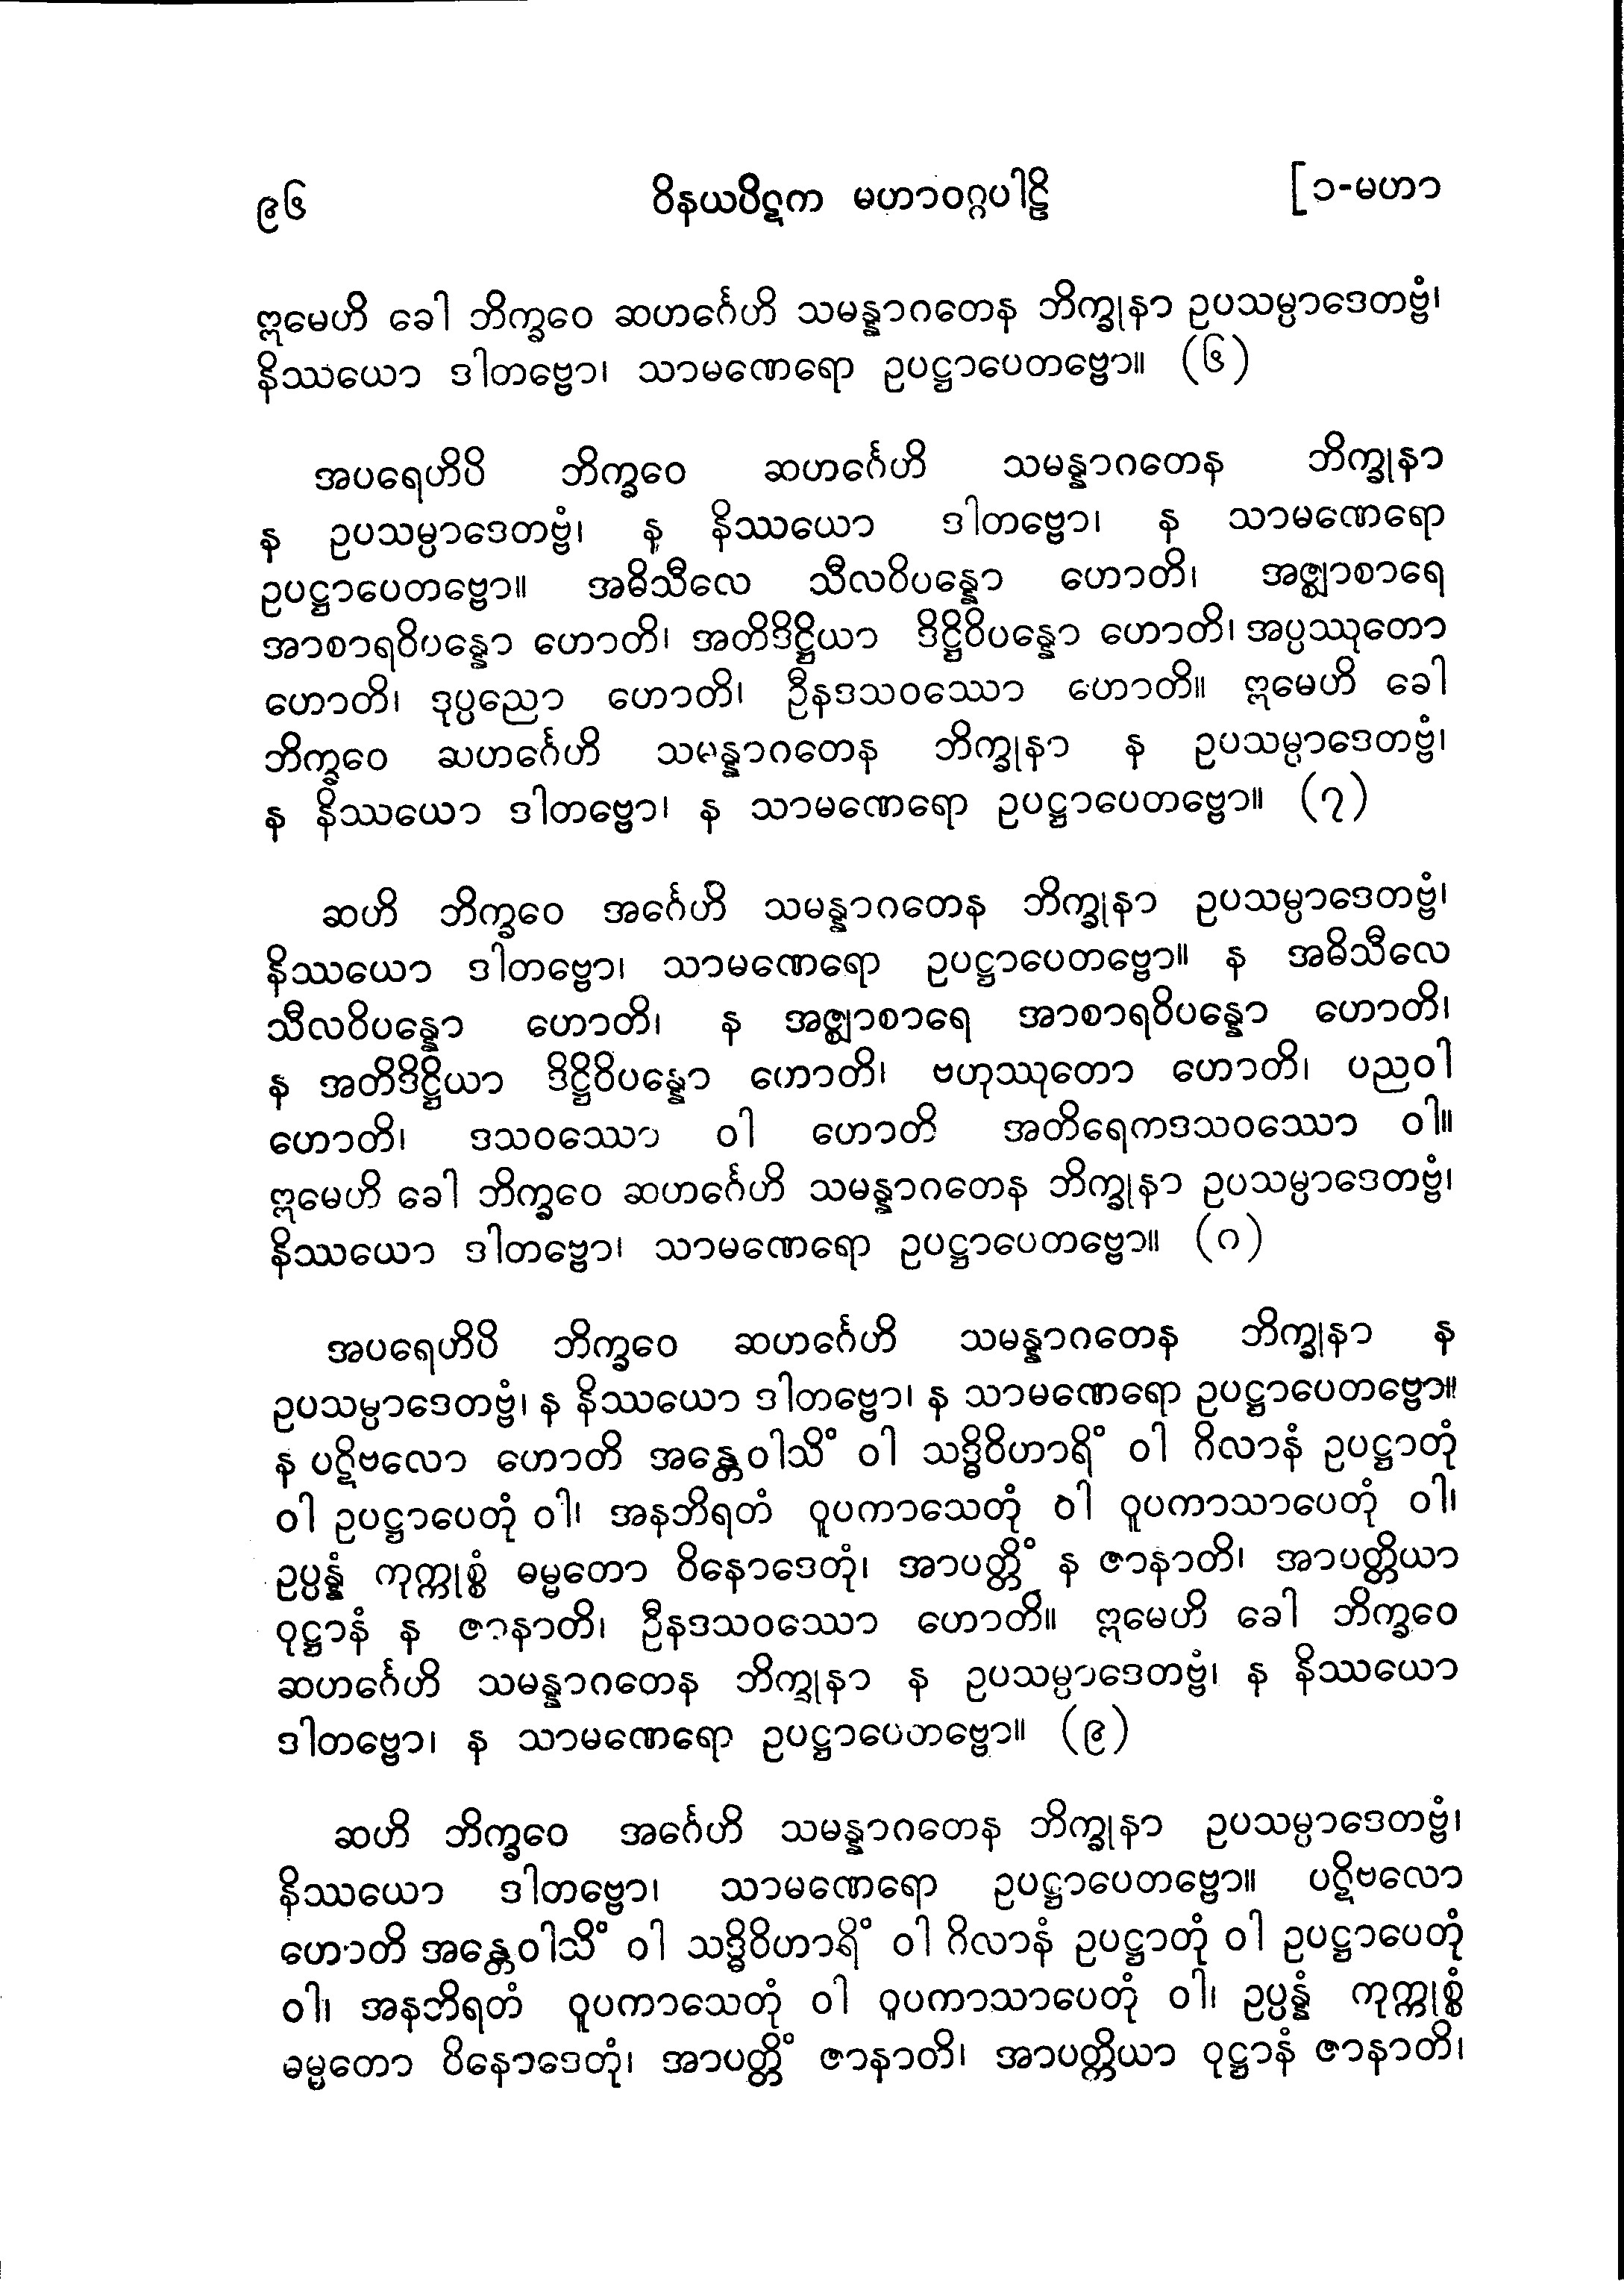 ၉၆ ဝိနယပိဋက မဟာဝဂ္ဂပါဠိ [၁-မဟာ
ဣမေဟိ ခေါ ဘိက္ခဝေ ဆဟင်္ဂေဟိ သမန္နာဂတေန ဘိက္ခုနာ ဥပသမ္ပာဒေတဗ္ဗံ၊
နိဿယော ဒါတဗ္ဗော၊ သာမဏေရော ဥပဋ္ဌာပေတဗ္ဗော။ (၆)
အပရေဟိပိ ဘိက္ခဝေ ဆဟင်္ဂေဟိ သမန္နာဂတေန ဘိက္ခုနာ
န ဥပသမ္ပာဒေတဗ္ဗံ၊ န နိဿယော ဒါတဗ္ဗော၊ န သာမဏေရော
ဥပဋ္ဌာပေတဗ္ဗော။ အဓိသီလေ သီလဝိပန္နော ဟောတိ၊ အဇ္ဈာစာရေ
အာစာရဝိပန္နော ဟောတိ၊ အတိဒိဋ္ဌိယာ ဒိဋ္ဌိဝိပန္နော ဟောတိ၊ အပ္ပဿုတော
ဟောတိ၊ ဒုပ္ပညော ဟောတိ၊ ဦနဒသဝဿော ဟောတိ။ ဣမေဟိ ခေါ
ဘိက္ခဝေ ဆဟင်္ဂေဟိ သမန္နာဂတေန ဘိက္ခုနာ န ဥပသမ္ပာဒေတဗ္ဗံ၊
န နိဿယော ဒါတဗ္ဗော၊ န သာမဏေရော ဥပဋ္ဌာပေတဗ္ဗော။ (၇)
ဆဟိ ဘိက္ခဝေ အင်္ဂေဟိ သမန္နာဂတေန ဘိက္ခုနာ ဥပသမ္ပာဒေတဗ္ဗံ၊
နိဿယော ဒါတဗ္ဗော၊ သာမဏေရော ဥပဋ္ဌာပေတဗ္ဗော။ န အဓိသီလေ
သီလဝိပန္နော ဟောတိ၊ န အဇ္ဈာစာရေ အာစာရဝိပန္နော ဟောတိ၊
န အတိဒိဋ္ဌိယာ ဒိဋ္ဌိဝိပန္နော ဟောတိ၊ ဗဟုဿုတော ဟောတိ၊ ပညဝါ
ဟောတိ၊ ဒသဝဿော ဝါ ဟောတိ အတိရေကဒသဝဿော ဝါ။
ဣမေဟိ ခေါ ဘိက္ခဝေ ဆဟင်္ဂေဟိ သမန္နာဂတေန ဘိက္ခုနာ ဥပသမ္ပာဒေတဗ္ဗံ၊
နိဿယော ဒါတဗ္ဗော၊ သာမဏေရော ဥပဋ္ဌာပေတဗ္ဗော။ (ဂ)
အပရေဟိပိ ဘိက္ခဝေ ဆဟင်္ဂေဟိ သမန္နာဂတေန ဘိက္ခုနာ န
ဥပသမ္ပာဒေတဗ္ဗံ၊ န နိဿယော ဒါတဗ္ဗော၊ န သာမဏေရော ဥပဋ္ဌာပေတဗ္ဗော။
န ပဋိဗလော ဟောတိ အန္တေဝါသိံ ဝါ သဒ္ဓိဝိဟာရိံ ဝါ ဂိလာနံ ဥပဋ္ဌာတုံ
ဝါ ဥပဋ္ဌာပေတုံ ဝါ၊ အနဘိရတံ ဝူပကာသေတုံ ဝါ ဝူပကာသာပေတုံ ဝါ၊
ဥပ္ပန္နံ ကုက္ကုစ္စံ ဓမ္မတော ဝိနောဒေတုံ၊ အာပတ္တိံ န ဇာနာတိ၊ အာပတ္တိယာ
ဝုဋ္ဌာနံ န ဇာနာတိ၊ ဦနဒသဝဿော ဟောတိ။ ဣမေဟိ ခေါ ဘိက္ခဝေ
ဆဟင်္ဂေဟိ သမန္နာဂတေန ဘိက္ခုနာ န ဥပသမ္ပာဒေတဗ္ဗံ၊ န နိဿယော
ဒါတဗ္ဗော၊ န သာမဏေရော ဥပဋ္ဌာပေတဗ္ဗော။ (၉)
ဆဟိ ဘိက္ခဝေ အင်္ဂေဟိ သမန္နာဂတေန ဘိက္ခုနာ ဥပသမ္ပာဒေတဗ္ဗံ၊
နိဿယော ဒါတဗ္ဗော၊ သာမဏေရော ဥပဋ္ဌာပေတဗ္ဗော။ ပဋိဗလော
ဟောတိ အန္တေဝါသိံ ဝါ သဒ္ဓိဝိဟာရိံ ဝါ ဂိလာနံ ဥပဋ္ဌာတုံ ဝါ ဥပဋ္ဌာပေတုံ
ဝါ၊ အနဘိရတံ ဝူပကာသေတုံ ဝါ ဝူပကာသာပေတုံ ဝါ၊ ဥပ္ပန္နံ ကုက္ကုစ္စံ
ဓမ္မတော ဝိနောဒေတုံ၊ အာပတ္တိံ ဇာနာတိ၊ အာပတ္တိယာ ဝုဋ္ဌာနံ ဇာနာတိ၊